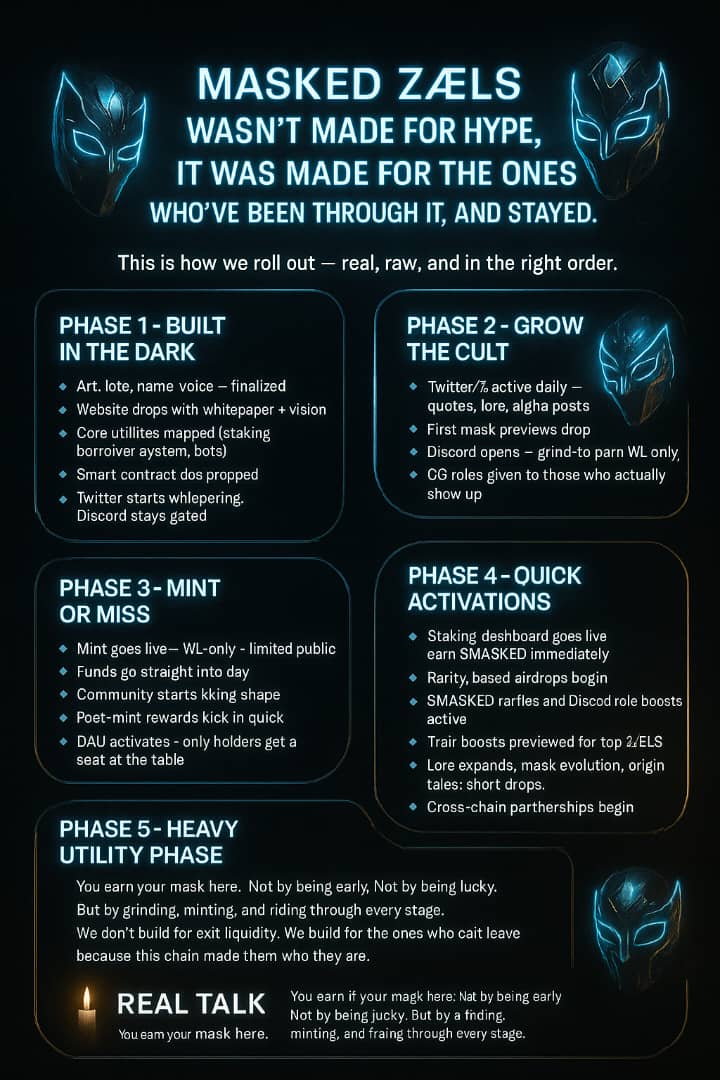 MASKED ZÆLS
WASN'T MADE FOR HYPE,
IT WAS MADE FOR THE ONES
WHO'VE BEEN THROUGH IT, AND STAYED.
This is how we roll out — real, raw, and in the right order.
PHASE 1 - BUILT
IN THE DARK
Art. lote, name voice — finalized
Website drops with whitepaper + vision
Core utillites mapped (staking
borroiver aystem, bots)
Smart contract dos propped
Twitter starts whlepering.
Discord stays gated
PHASE 2 - GROW
THE CULT
Twitter/ active daily —
quotes, lore, algha posts
First mask previews drop
Discord opens — grind-to parn WL only,
CG roles given to those who actually
show up
PHASE 3 - MINT
OR MISS
Mint goes live— WL-only - limited public
Funds go straight into day
Community starts kking shape
Poet-mint rewards kick in quick
DAU activates - only holders get a
seat at the table
PHASE 4 - QUICK
ACTIVATIONS
Staking deshboard goes live
earn SMASKED immediately
Rarity, based airdrops begin
SMASKED rarfles and Discod role boosts
active
Trair boosts previewed for top
Lore expands, mask evolution, origin
tales: short drops.
Cross-chain partherships begin
PHASE 5 - HEAVY
UTILITY PHASE
You earn your mask here. Not by being early, Not by being lucky.
But by grinding, minting, and riding through every stage.
We don't build for exit liquidity. We build for the ones who cait leave
because this chain made them who they are.
REAL TALK
You earn your mask here.
You earn if your magk here: Nat by being early
Not by being jucky. But by a fnding.
minting, and fraing through every stage.